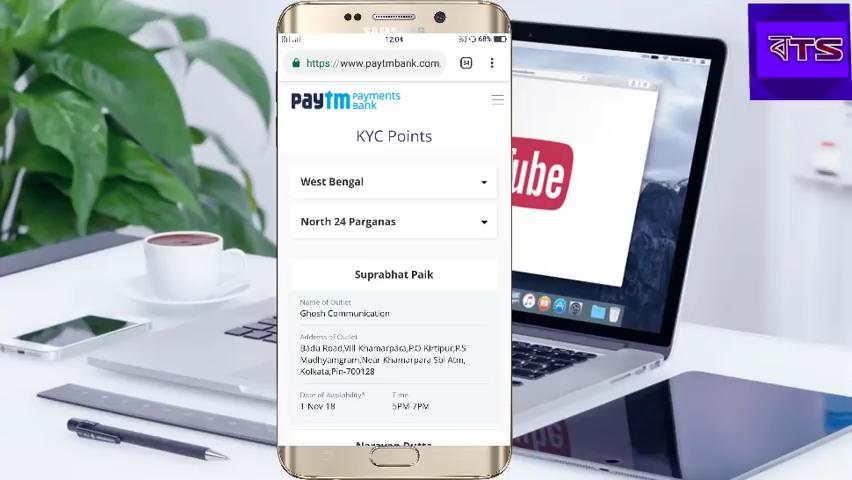 বTS
12:04
68%
https://www.paytmbank.com.
34
paytm Payments
Bank
KYC Points
West Bengal
North 24 Parganas
Suprabhat Paik
Name of Outlet
Ghosh Communication
Address of Outlet
Badu Road,Vill-Khamarpara,P.O-Kirtipur,P.S
Madhyamgram,Near Khamarpara Sbi Atm,
Kolkata,Pin-700128
Date of Availability* Time
1-Nov-18 5PM-7PM
Narayan Dutta